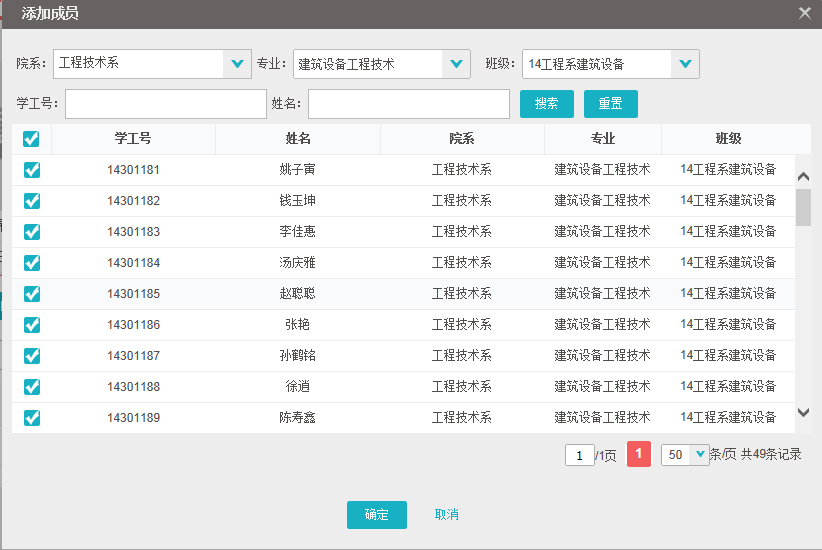 添加成员
院系： 工程技术系 专业： 建筑设备工程技术 班级： 14工程系建筑设备
学工号： 姓名： 搜索 重置
学工号 姓名 院系 专业 班级
14301181 姚子寅 工程技术系 建筑设备工程技术 14工程系建筑设备
14301182 钱玉坤 工程技术系 建筑设备工程技术 14工程系建筑设备
14301183 李佳惠 工程技术系 建筑设备工程技术 14工程系建筑设备
14301184 汤庆雅 工程技术系 建筑设备工程技术 14工程系建筑设备
14301185 赵聪聪 工程技术系 建筑设备工程技术 14工程系建筑设备
14301186 张艳 工程技术系 建筑设备工程技术 14工程系建筑设备
14301187 孙鹤铭 工程技术系 建筑设备工程技术 14工程系建筑设备
14301188 徐逍 工程技术系 建筑设备工程技术 14工程系建筑设备
14301189 陈寿鑫 工程技术系 建筑设备工程技术 14工程系建筑设备
1 /1页 1 50 条/页 共49条记录
确定 取消